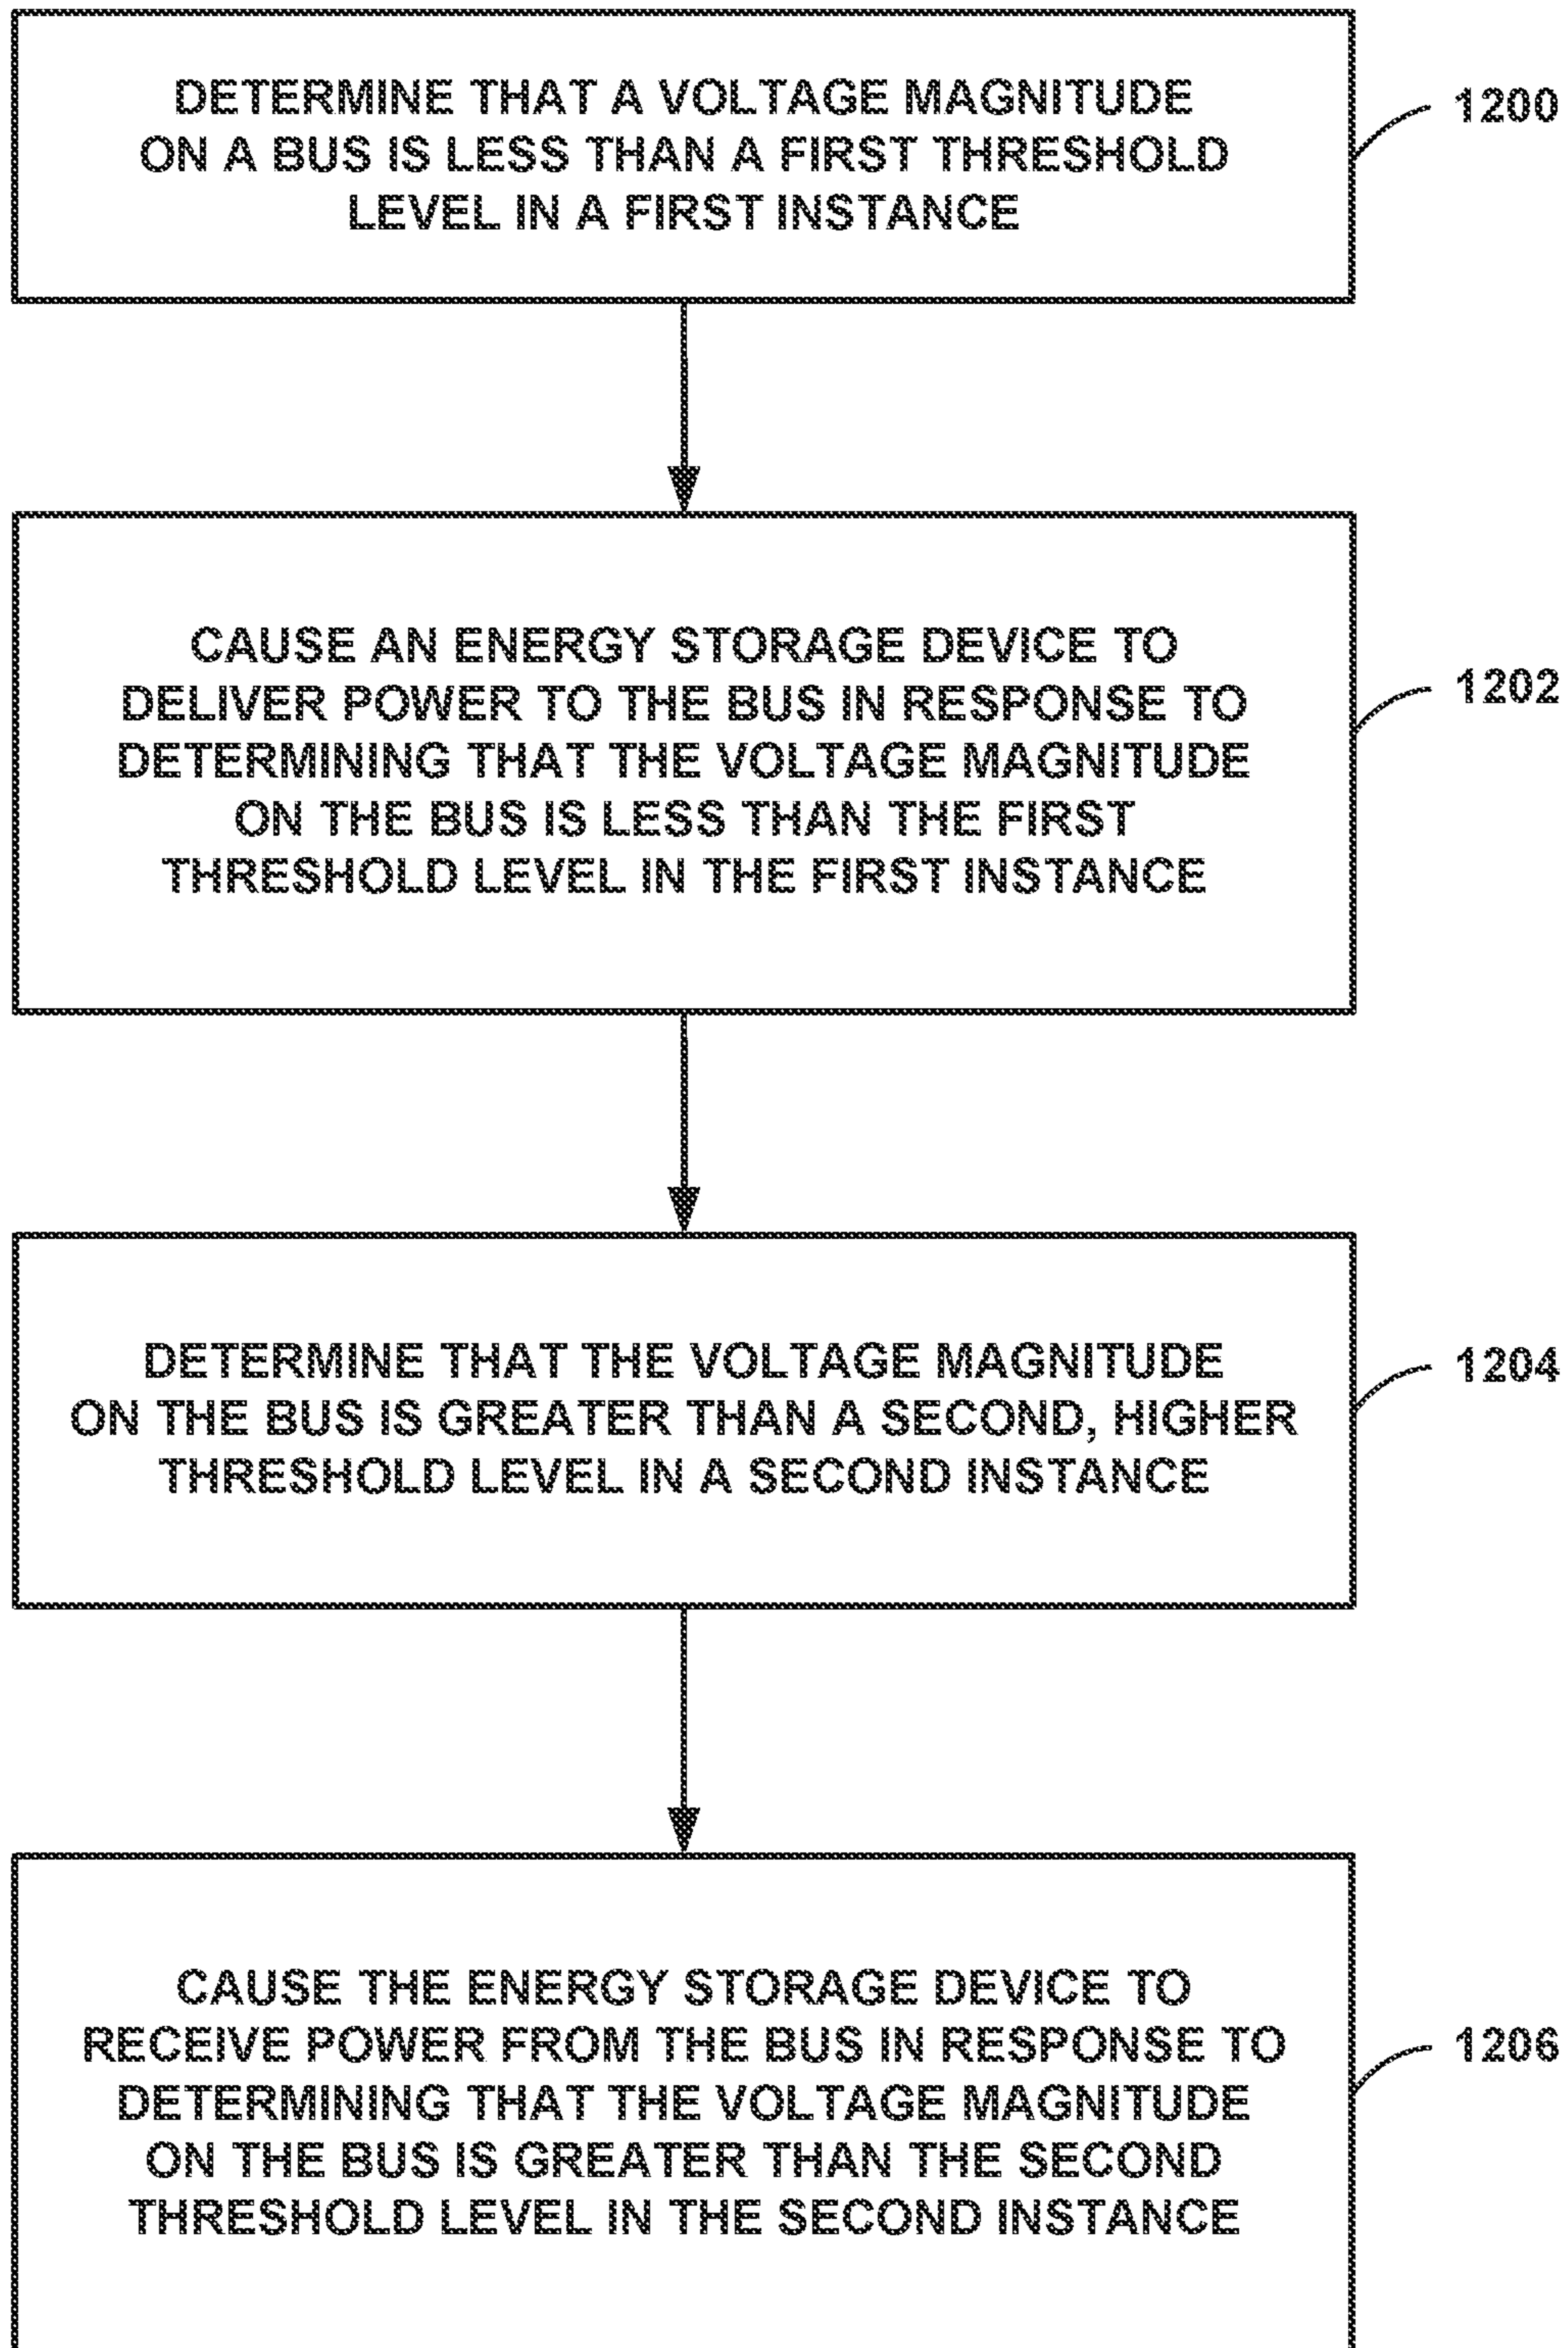 DETERMINE THAT A VOLTAGE MAGNITUDE
ON A BUS IS LESS THAN A FIRST THRESHOLD
LEVEL IN A FIRST INSTANCE
1200
CAUSE AN ENERGY STORAGE DEVICE TO
DELIVER POWER TO THE BUS IN RESPONSE TO
DETERMINING THAT THE VOLTAGE MAGNITUDE
ON THE BUS IS LESS THAN THE FIRST
THRESHOLD LEVEL IN THE FIRST INSTANCE
1202
DETERMINE THAT THE VOLTAGE MAGNITUDE
ON THE BUS IS GREATER THAN A SECOND, HIGHER
THRESHOLD LEVEL IN A SECOND INSTANCE
1204
CAUSE THE ENERGY STORAGE DEVICE TO
RECEIVE POWER FROM THE BUS IN RESPONSE TO
DETERMINING THAT THE VOLTAGE MAGNITUDE
ON THE BUS IS GREATER THAN THE SECOND
THRESHOLD LEVEL IN THE SECOND INSTANCE
1206